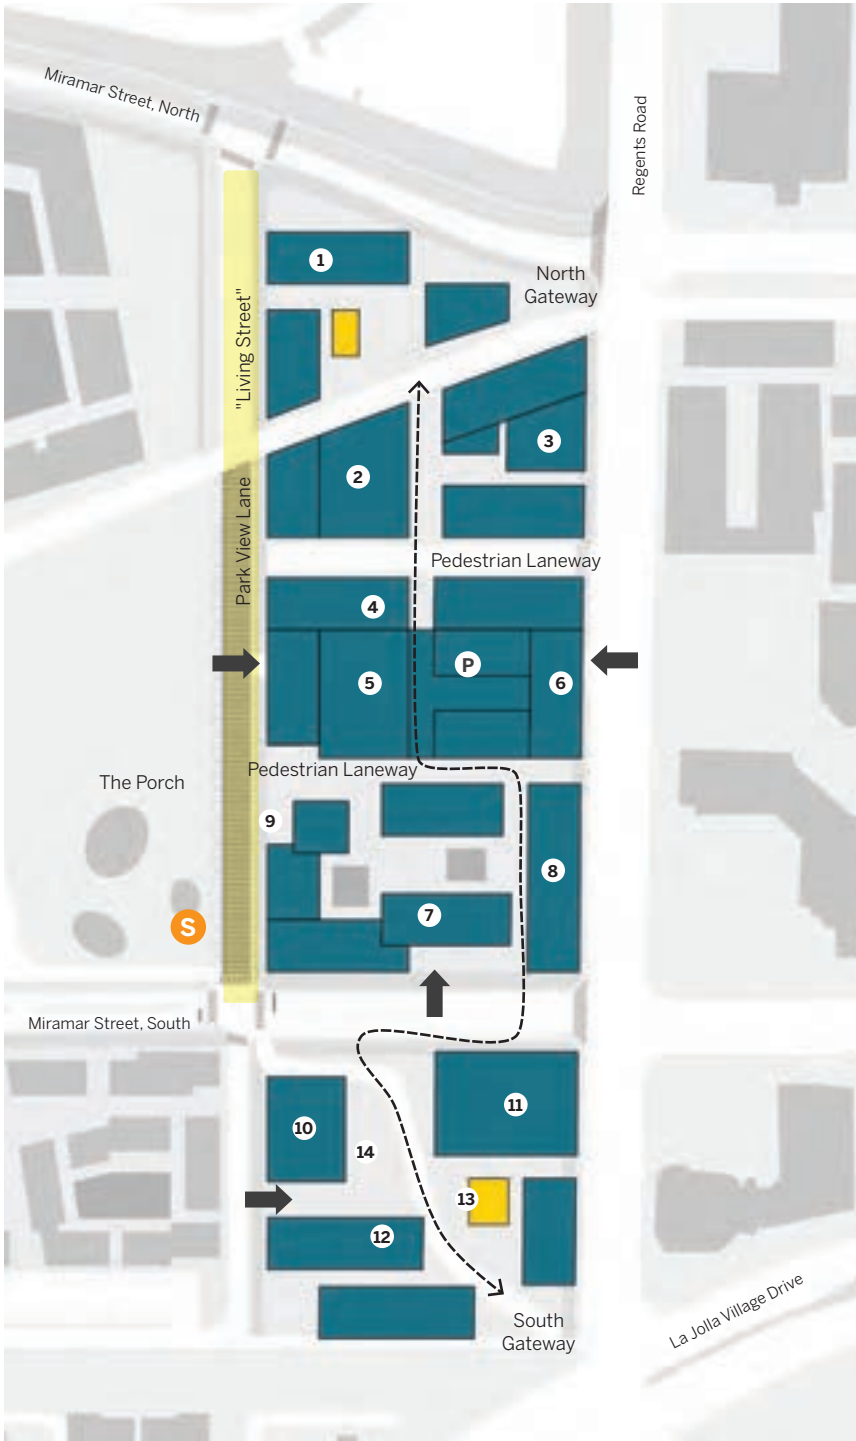 Miramar Street, North
Regents Road
1
North
Gateway
"Living Street"
3
2
Park View Lane
Pedestrian Laneway
4
P
5
6
Pedestrian Laneway
The Porch
9
8
7
S
Miramar Street, South
11
10
14
13
12
La Jolla Village Drive
South
Gateway